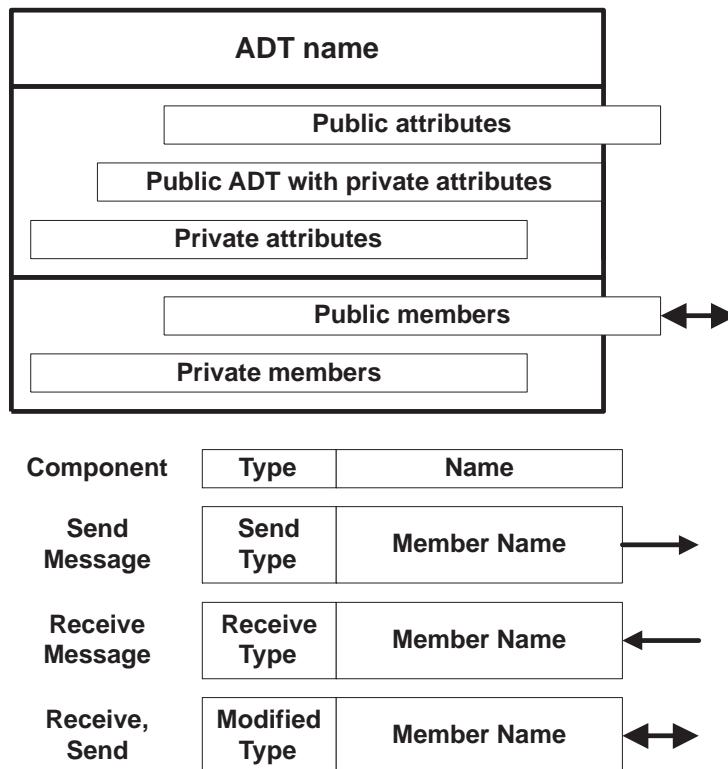 ADT name
Public attributes
Public ADT with private attributes
Private attributes
Public members
Private members
Component Type Name
Send Message Send Type Member Name
Receive Message Receive Type Member Name
Receive, Send Modified Type Member Name